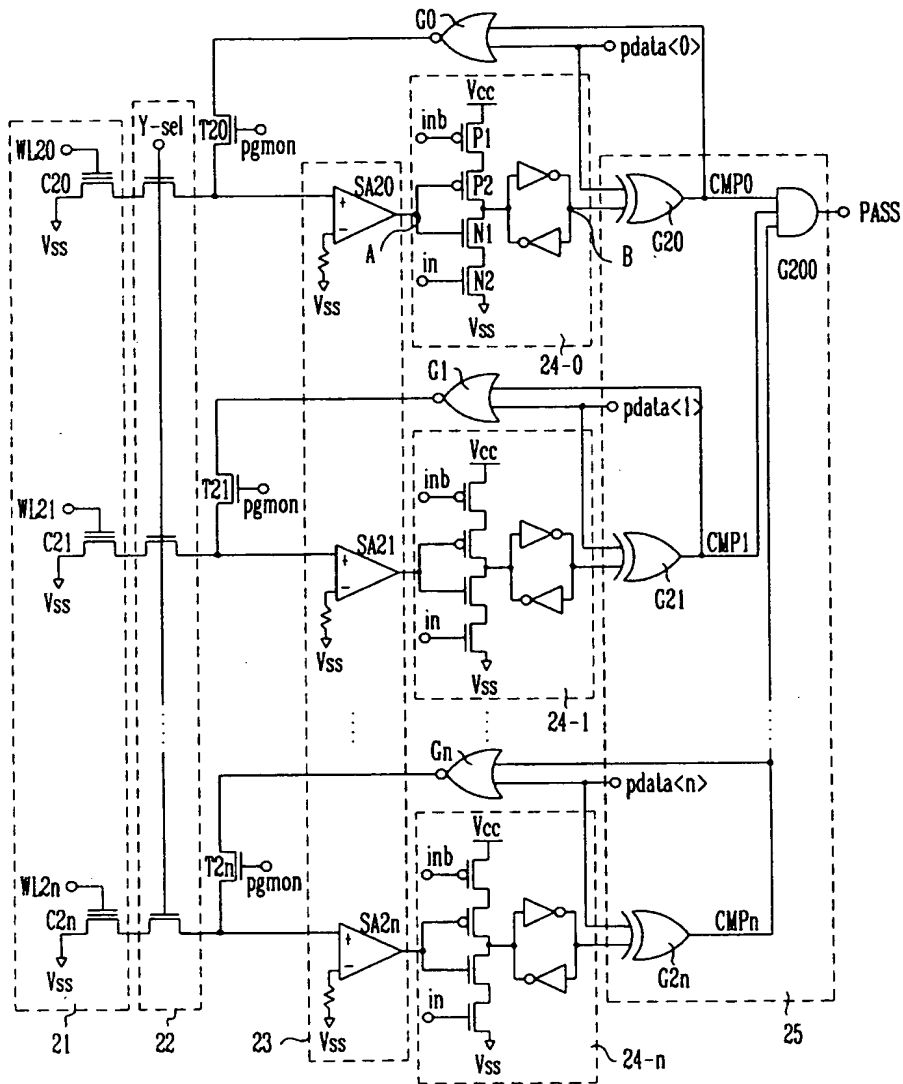 G0
pdata<0>
Vcc
Y-sel
T20
pgmon
inb
P1
WL20
C20
SA20
P2
CMP0
PASS
+
−
A
N1
B
G20
G200
Vss
in
N2
Vss
Vss
24-0
G1
pdata<1>
Vcc
T21
pgmon
inb
WL21
C21
SA21
CMP1
+
−
G21
Vss
in
Vss
Vss
24-1
Gn
pdata<n>
Vcc
T2n
pgmon
inb
WL2n
C2n
SA2n
CMPn
+
−
G2n
Vss
in
Vss
Vss
21
22
23
24-n
25